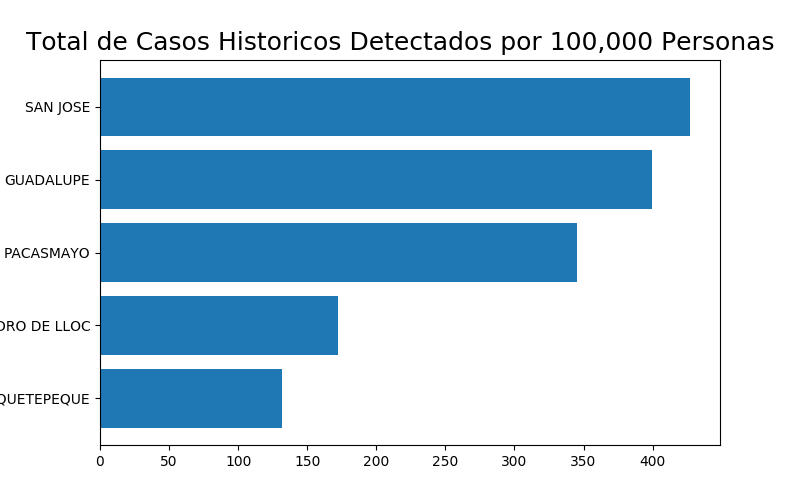 Total de Casos Historicos Detectados por 100,000 Personas
SAN JOSE
GUADALUPE
PACASMAYO
DRO DE LLOC
QUETEPEQUE
0 50 100 150 200 250 300 350 400